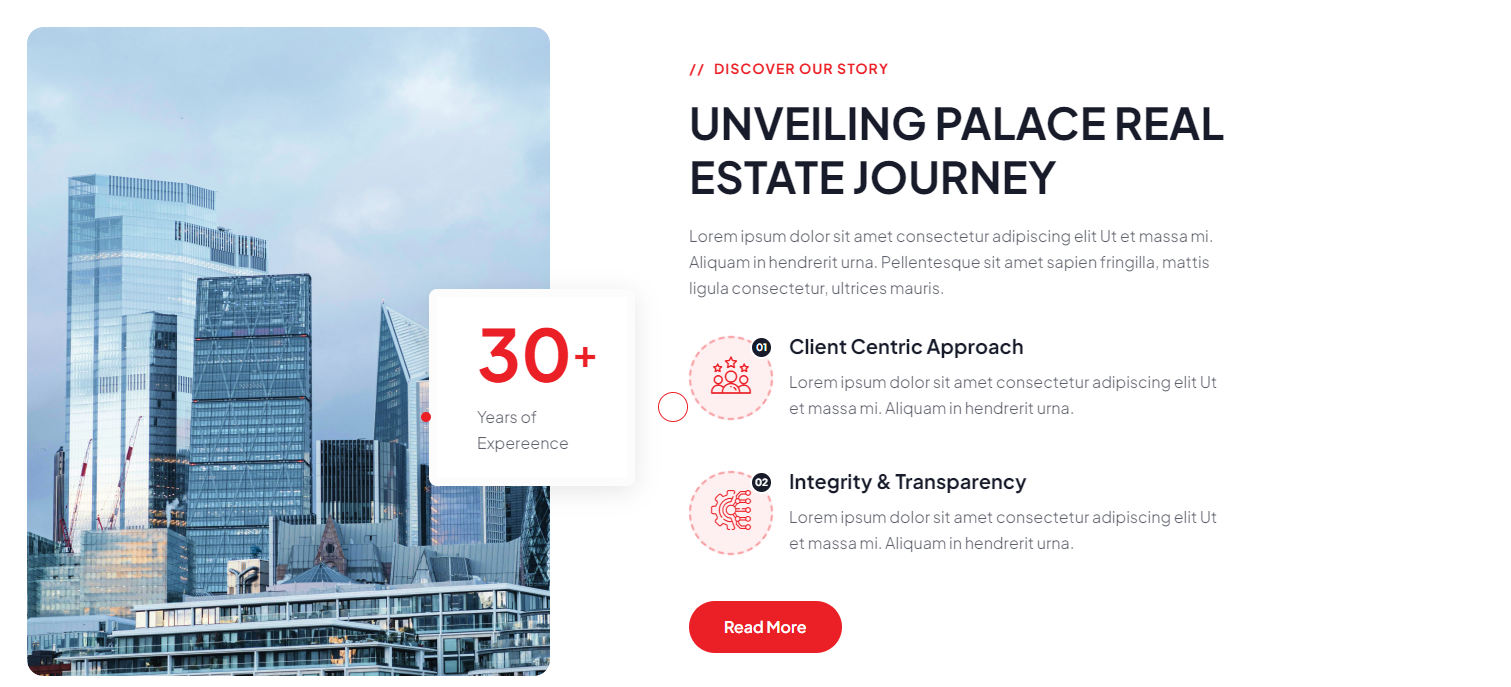 30+
Years of
Expereence
// DISCOVER OUR STORY
UNVEILING PALACE REAL
ESTATE JOURNEY
Lorem ipsum dolor sit amet consectetur adipiscing elit Ut et massa mi.
Aliquam in hendrerit urna. Pellentesque sit amet sapien fringilla, mattis
ligula consectetur, ultrices mauris.
01
Client Centric Approach
Lorem ipsum dolor sit amet consectetur adipiscing elit Ut
et massa mi. Aliquam in hendrerit urna.
02
Integrity & Transparency
Lorem ipsum dolor sit amet consectetur adipiscing elit Ut
et massa mi. Aliquam in hendrerit urna.
Read More